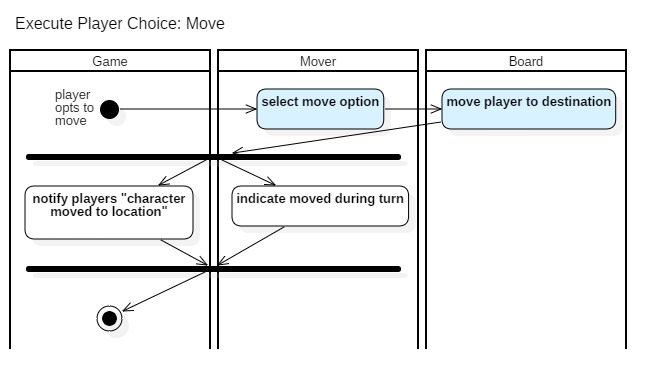 Execute Player Choice: Move
Game
Mover
Board
player
opts to
move
select move option
move player to destination
notify players "character
moved to location"
indicate moved during turn